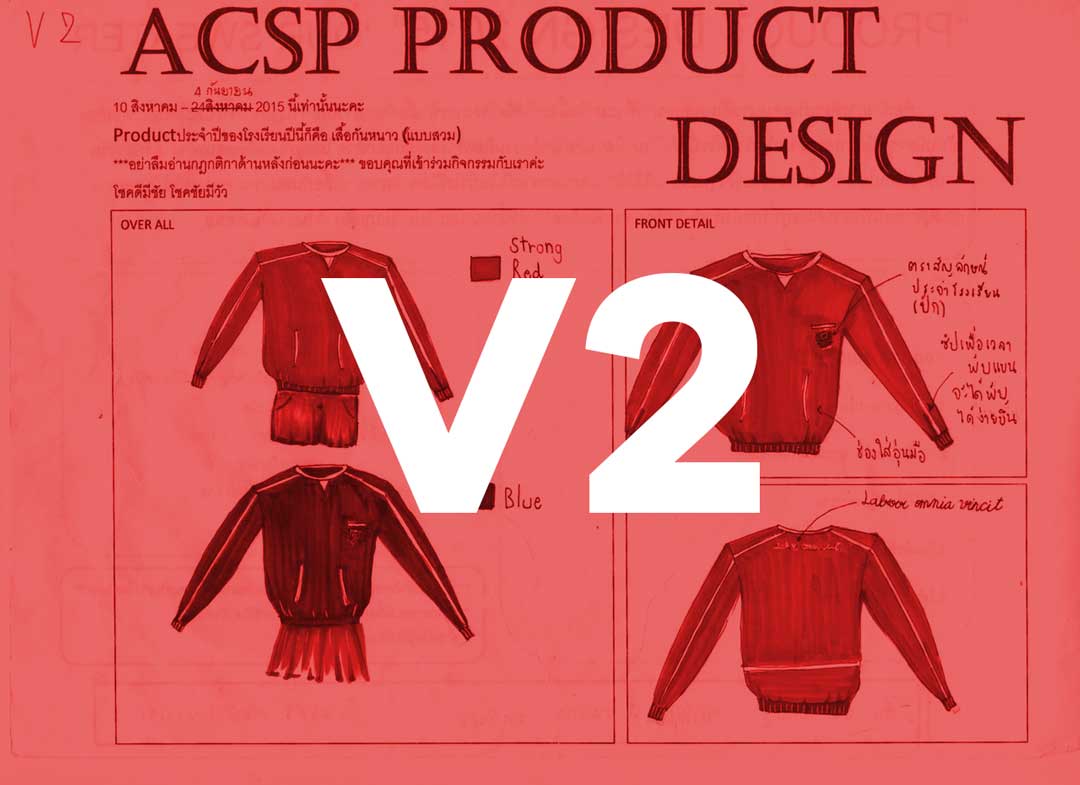 V2
ACSP PRODUCT
DESIGN
4 กันยายน
10 สิงหาคม – 24สิงหาคม 2015 นี้เท่านั้นนะคะ
Productประจำปีของโรงเรียนปีนี้ก็คือ เสื้อกันหนาว (แบบสวม)
***อย่าลืมอ่านกฎกติกาด้านหลังก่อนนะคะ*** ขอบคุณที่เข้าร่วมกิจกรรมกับเราค่ะ
โชคดีมีชัย โชคชัยมีวัว
OVER ALL
Strong
Red
Blue
V2
FRONT DETAIL
ตราสัญลักษณ์
ประจำโรงเรียน
(ปัก)
ซิปเพื่อเวลา
พับแขน
จะได้พับ
ได้ง่ายขึ้น
ช่องใส่อุ่นมือ
Labor omnia vincit